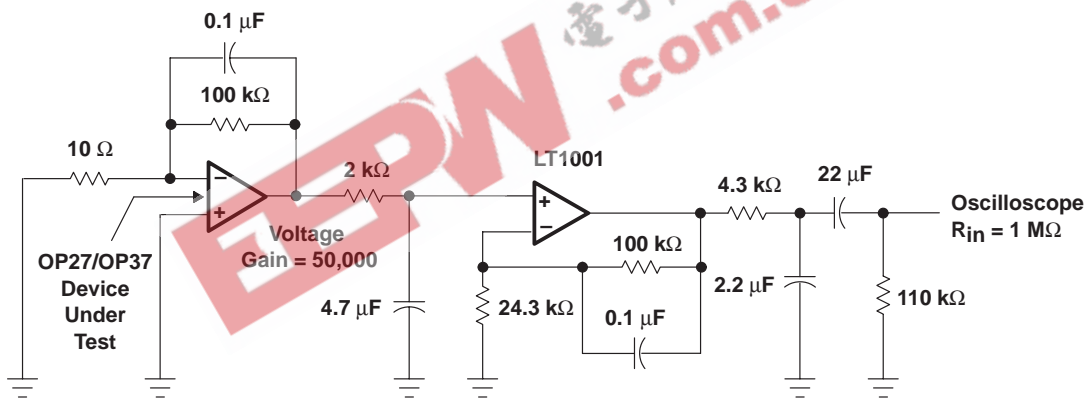 0.1 μF
100 kΩ
10 Ω
−
+
OP27/OP37
Device
Under
Test
Voltage
Gain = 50,000
2 kΩ
4.7 μF
LT1001
+
−
24.3 kΩ
100 kΩ
0.1 μF
4.3 kΩ
22 μF
2.2 μF
110 kΩ
Oscilloscope
Rin = 1 MΩ
EEPW
.com.c